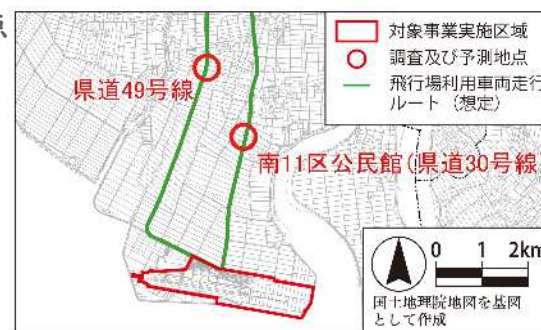 点
対象事業実施区域
調査及び予測地点
飛行場利用車両走行
ルート（想定）
県道49号線
南11区公民館(県道30号線)
0 1 2km
国土地理院地図を基図
として作成